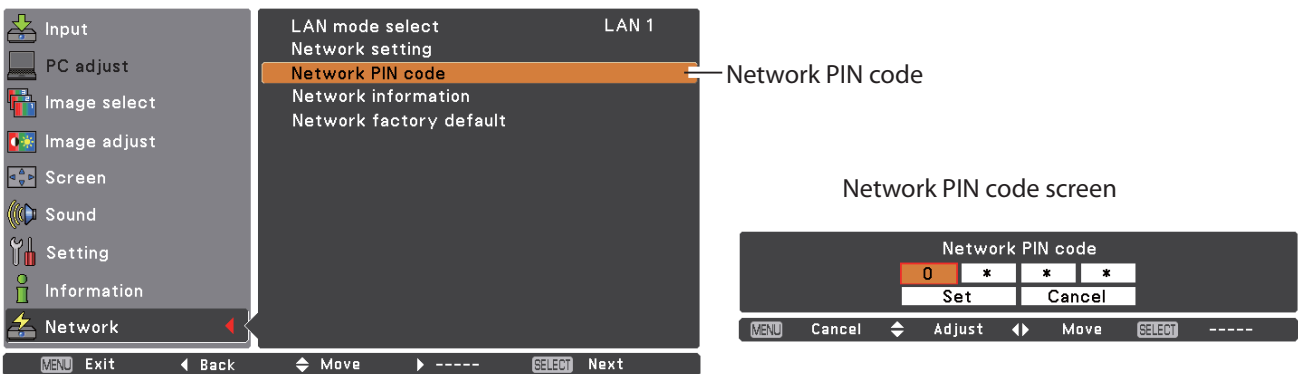 Input
PC adjust
Image select
Image adjust
Screen
Sound
Setting
Information
Network
LAN mode select LAN 1
Network setting
Network PIN code
Network information
Network factory default
MENU Exit ◀ Back Move ▶ ----- SELECT Next
Network PIN code
Network PIN code screen
Network PIN code
0 * * *
Set Cancel
MENU Cancel Adjust Move SELECT -----